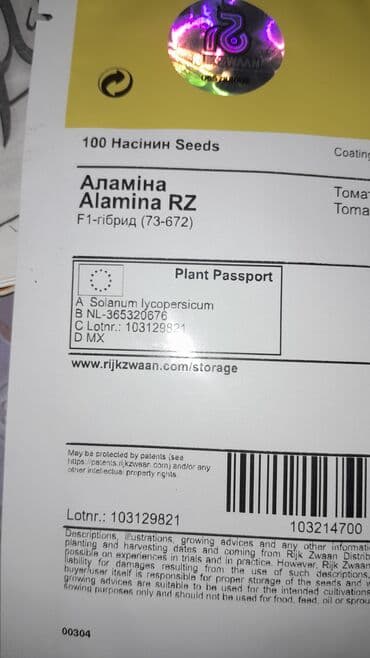 100 Насінин Seeds
Coating
Аламіна
Alamina RZ
F1-гібрид (73-672)
Тома
Toma
Plant Passport
A Solanum lycopersicum
B NL-365320676
C Lotnr.: 103129821
D MX
www.rijkzwaan.com/storage
May be protected by patents (see
https://patents.rijkzwaan.com) and/or any
other intellectual property rights
Lotnr.: 103129821
103214700
Descriptions, illustrations, growing advices and any other informati
planting and harvesting dates and coming from Rijk Zwaan Distrib
possible on experiences in trials and in practice. However, Rijk Zwaan
liability for damages resulting from the use of such descriptions,
buyer/user itself is responsible for proper storage of the seeds and
growing advices are suitable to be used for the intended cultivations
sowing purposes only and should not be used for food, feed, oil or sprou
00304